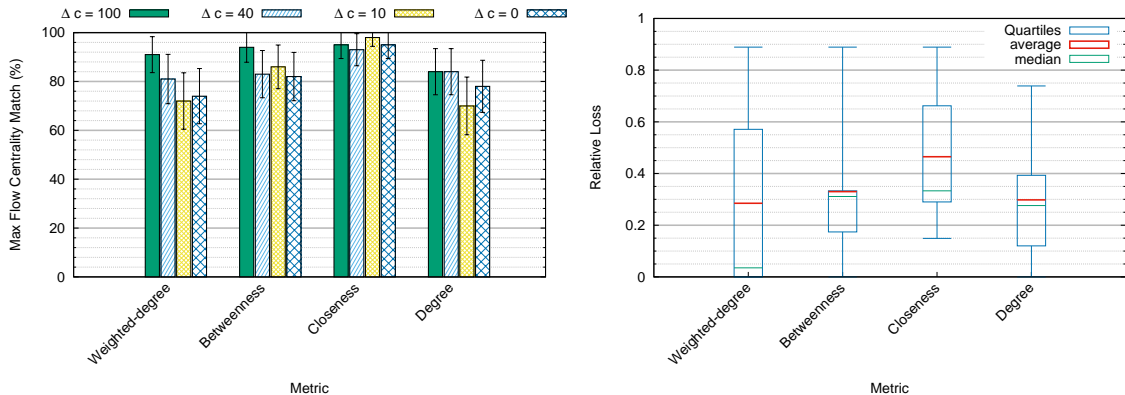 Δ c = 100 Δ c = 40 Δ c = 10 Δ c = 0
100
80
60
40
20
0
Max Flow Centrality Match (%)
Weighted-degree
Betweenness
Closeness
Degree
Metric
Quartiles
average
median
1
0.8
0.6
0.4
0.2
0
Relative Loss
Weighted-degree
Betweenness
Closeness
Degree
Metric